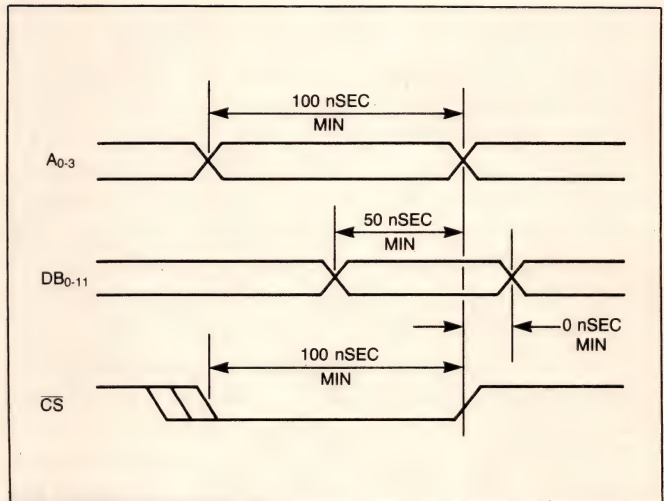 100 nSEC
MIN
A0-3
50 nSEC
MIN
DB0-11
0 nSEC
MIN
100 nSEC
MIN
CS